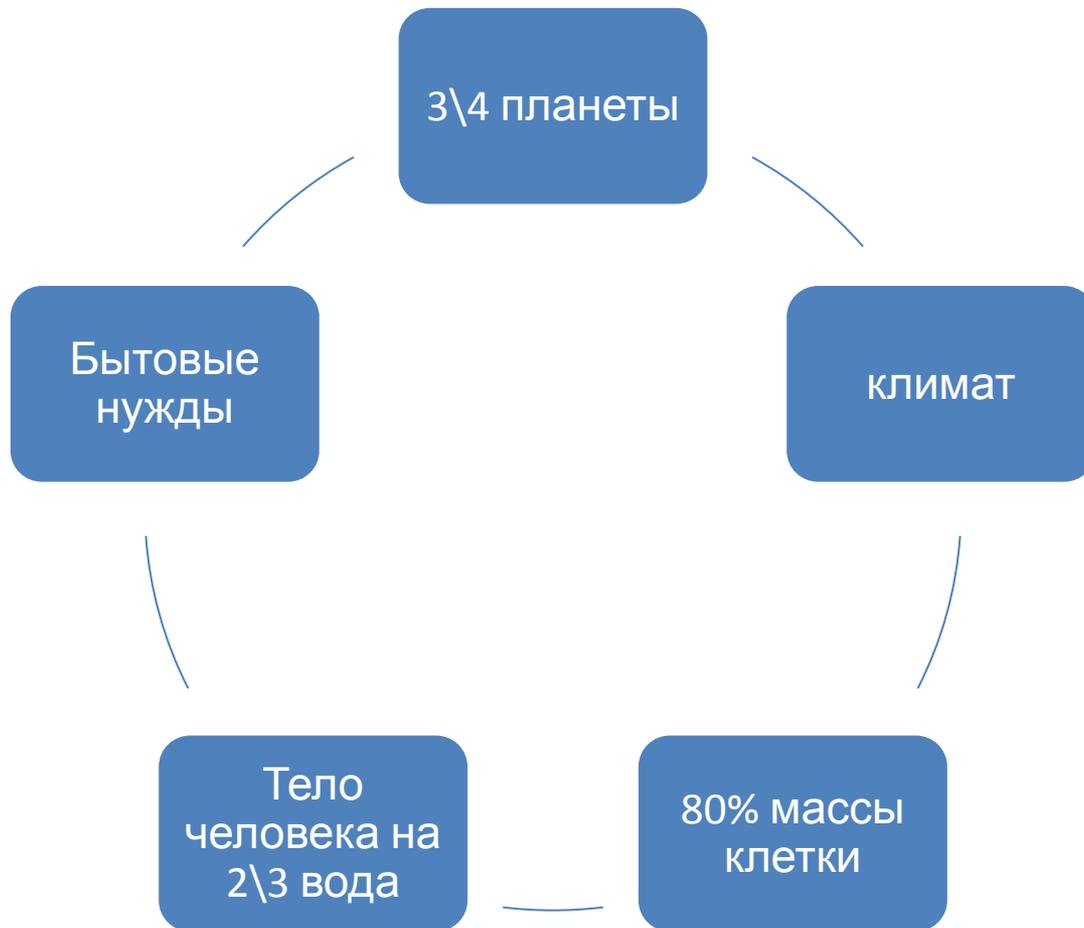 3\4 планеты
Бытовые
нужды
климат
Тело
человека на
2\3 вода
80% массы
клетки